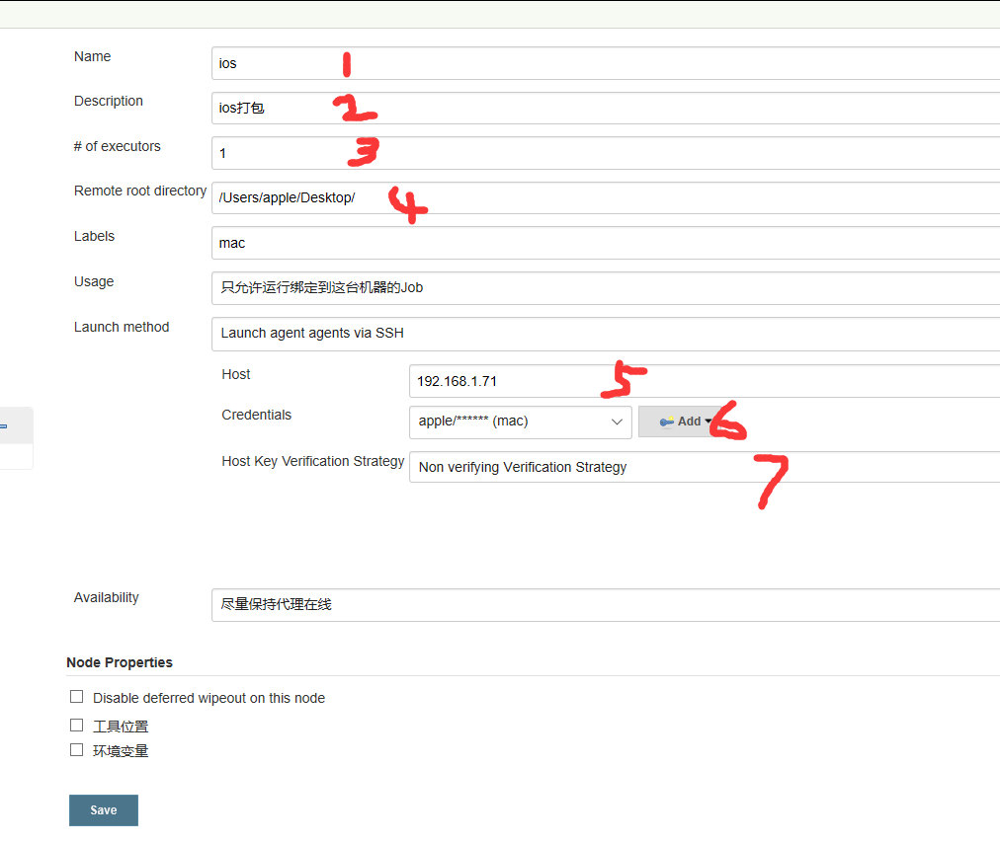 Name ios 1
Description ios打包 2
# of executors 1 3
Remote root directory /Users/apple/Desktop/ 4
Labels mac
Usage 只允许运行绑定到这台机器的Job
Launch method Launch agent agents via SSH
Host 192.168.1.71 5
Credentials apple/****** (mac) Add 6
Host Key Verification Strategy Non verifying Verification Strategy 7
Availability 尽量保持代理在线
Node Properties
Disable deferred wipeout on this node
工具位置
环境变量
Save